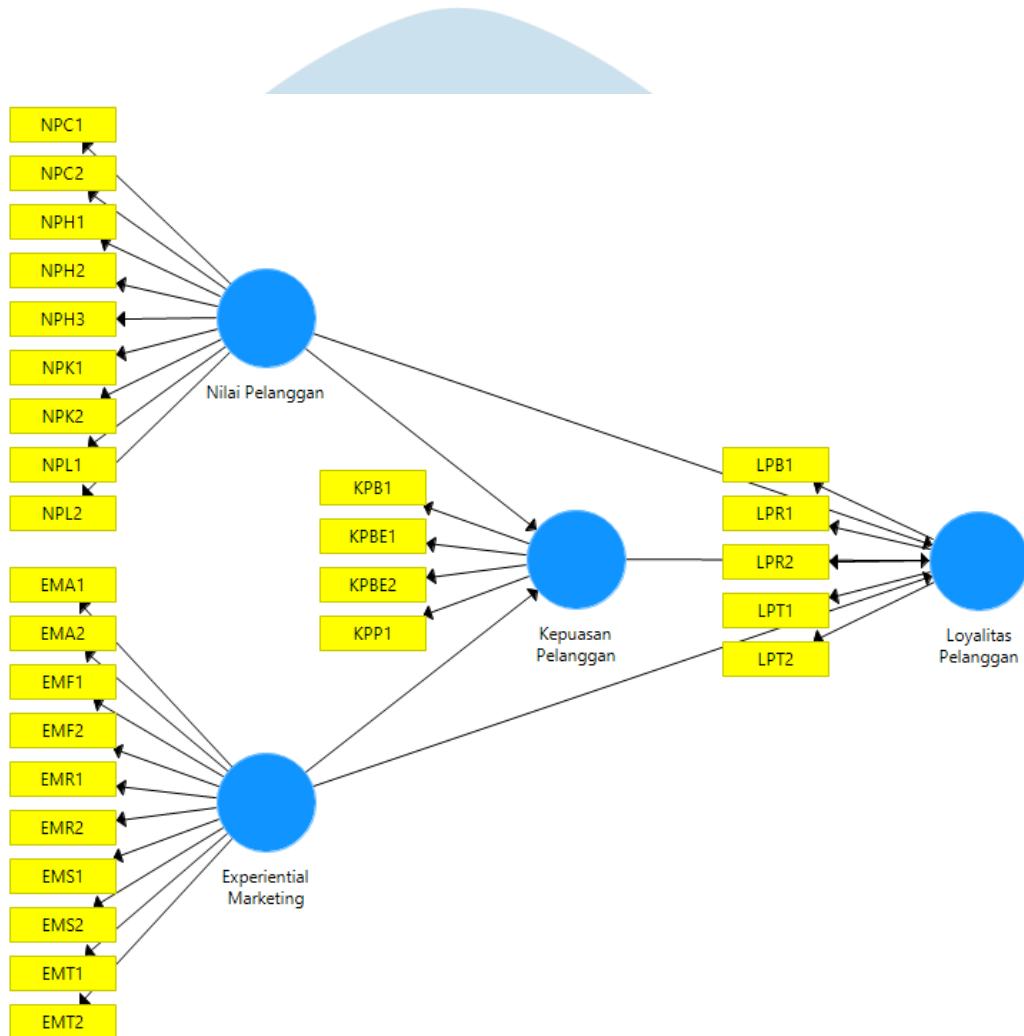 NPC1
NPC2
NPH1
NPH2
NPH3
NPK1
NPK2
NPL1
NPL2
Nilai Pelanggan
KPB1
KPBE1
KPBE2
KPP1
Kepuasan
Pelanggan
LPB1
LPR1
LPR2
LPT1
LPT2
Loyalitas
Pelanggan
EMA1
EMA2
EMF1
EMF2
EMR1
EMR2
EMS1
EMS2
EMT1
EMT2
Experiential
Marketing